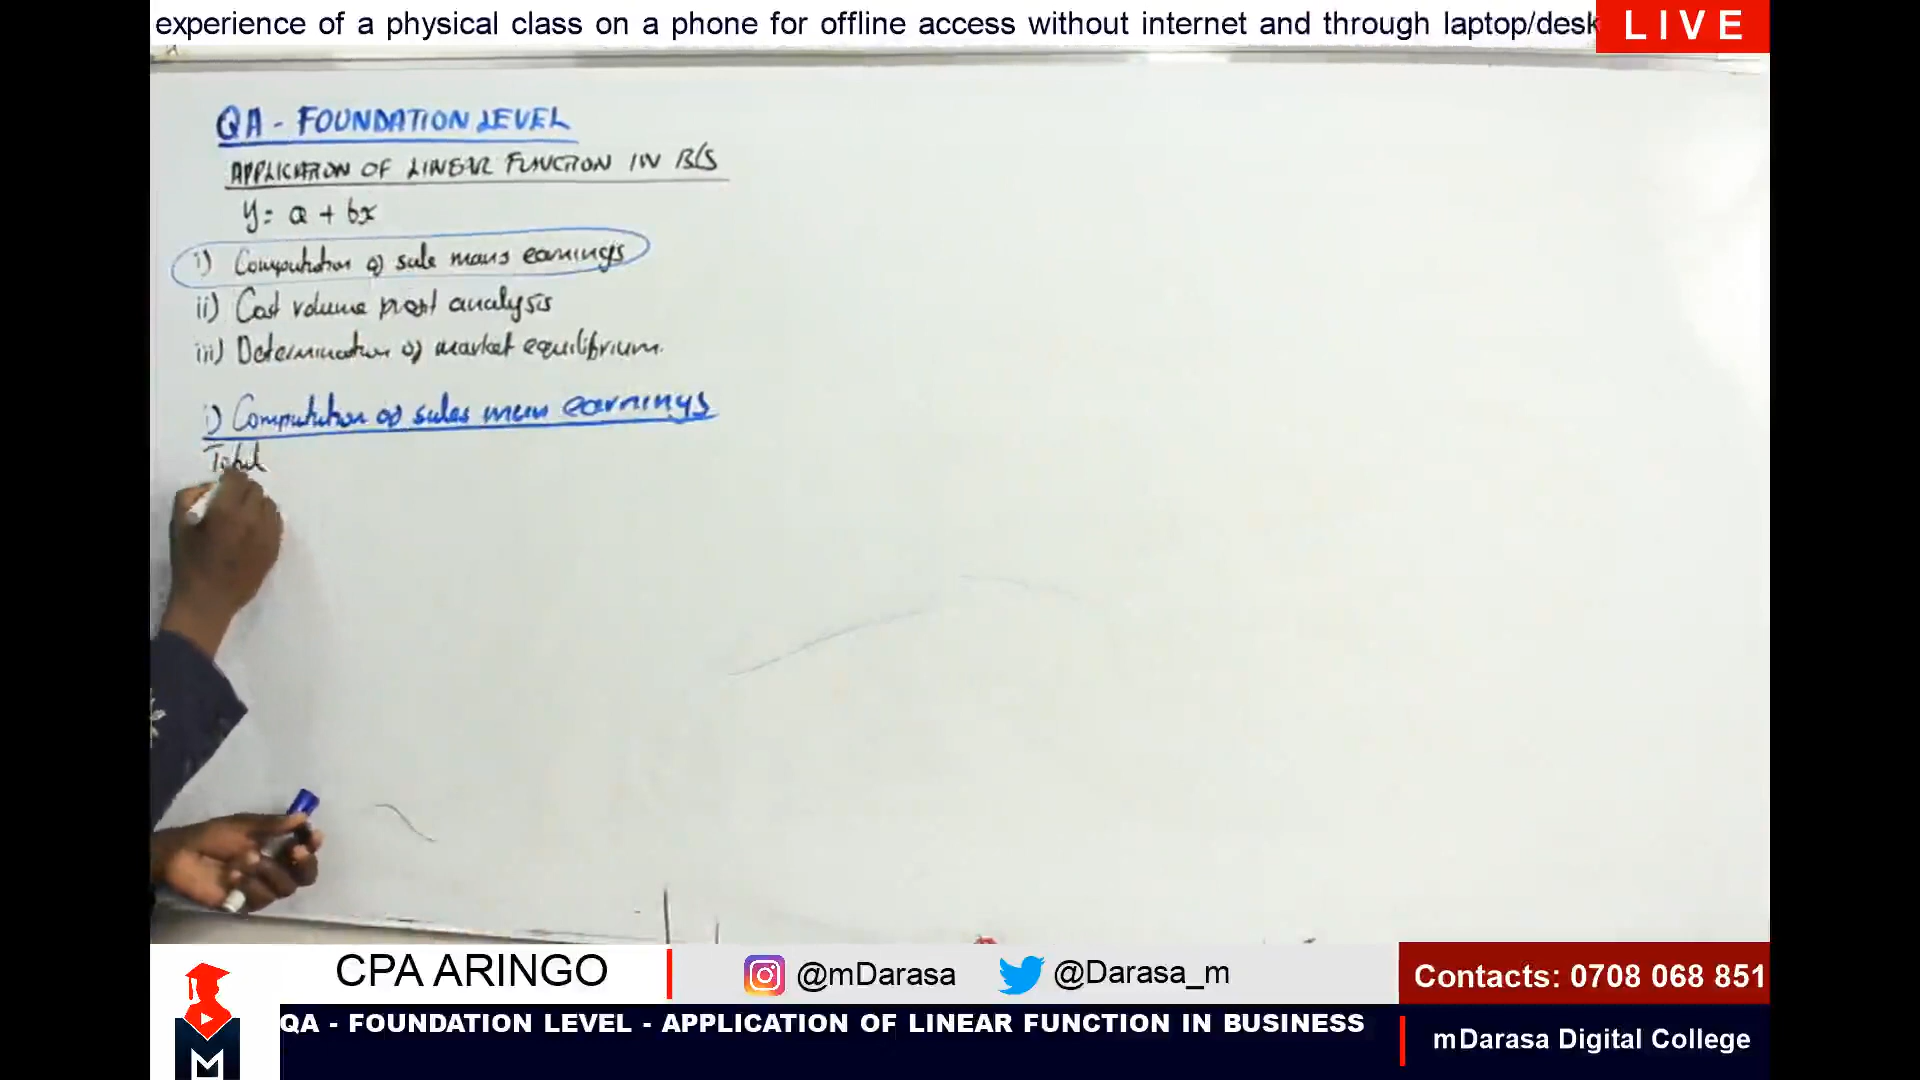 experience of a physical class on a phone for offline access without internet and through laptop/desk
LIVE
QA - FOUNDATION LEVEL
APPLICATION OF LINEAR FUNCTION IN B/S
y = a + bx
i) Computation of sale mans earnings
ii) Cost volume profit analysis
iii) Determination of market equilibrium.
i) Computation of sales men earnings
Total
CPA ARINGO
@mDarasa
@Darasa_m
Contacts: 0708 068 851
M
QA - FOUNDATION LEVEL - APPLICATION OF LINEAR FUNCTION IN BUSINESS
mDarasa Digital College